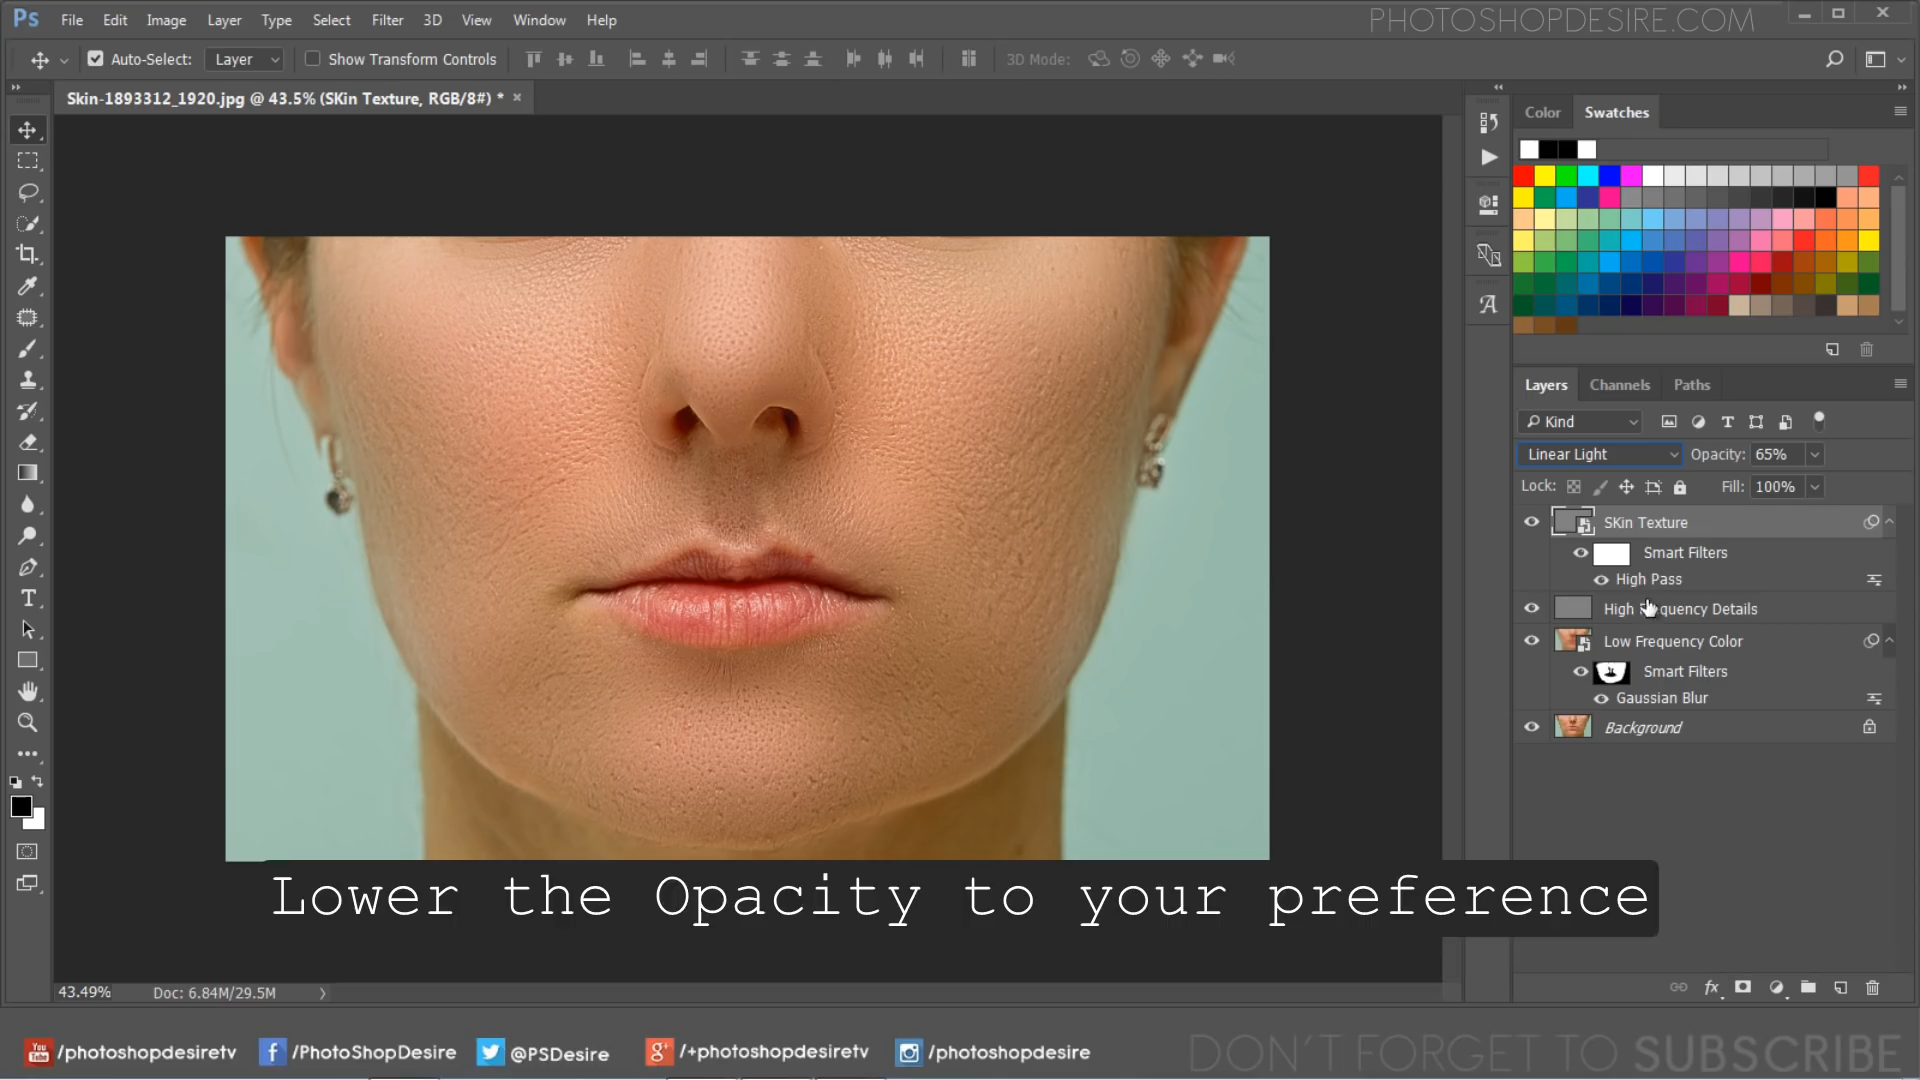 Ps File Edit Image Layer Type Select Filter 3D View Window Help
PHOTOSHOPDESIRE.COM
Auto-Select: Layer Show Transform Controls 3D Mode:
Skin-1893312_1920.jpg @ 43.5% (SKin Texture, RGB/8#) *
Color Swatches
Layers Channels Paths
Kind
Linear Light Opacity: 65%
Lock: Fill: 100%
SKin Texture
Smart Filters
High Pass
High Frequency Details
Low Frequency Color
Smart Filters
Gaussian Blur
Background
Lower the Opacity to your preference
43.49% Doc: 6.84M/29.5M
fx
You Tube /photoshopdesiretv /PhotoShopDesire @PSDesire g+ /+photoshopdesiretv /photoshopdesire
DON'T FORGET TO SUBSCRIBE